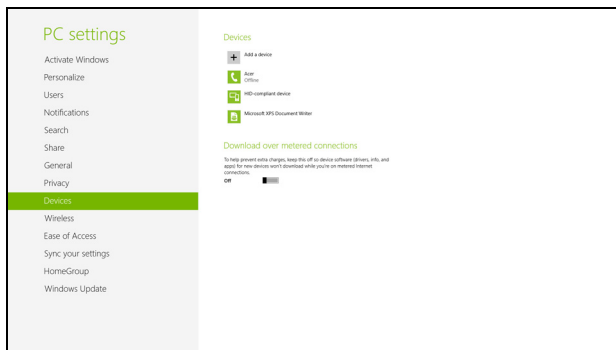 PC settings
Activate Windows
Personalize
Users
Notifications
Search
Share
General
Privacy
Devices
Wireless
Ease of Access
Sync your settings
HomeGroup
Windows Update
Devices
Add a device
Acer
Offline
HID-compliant device
Microsoft XPS Document Writer
Download over metered connections
To help prevent extra charges, keep this off so device software (drivers, info, and
apps) for new devices won't download while you're on metered Internet
connections.
Off